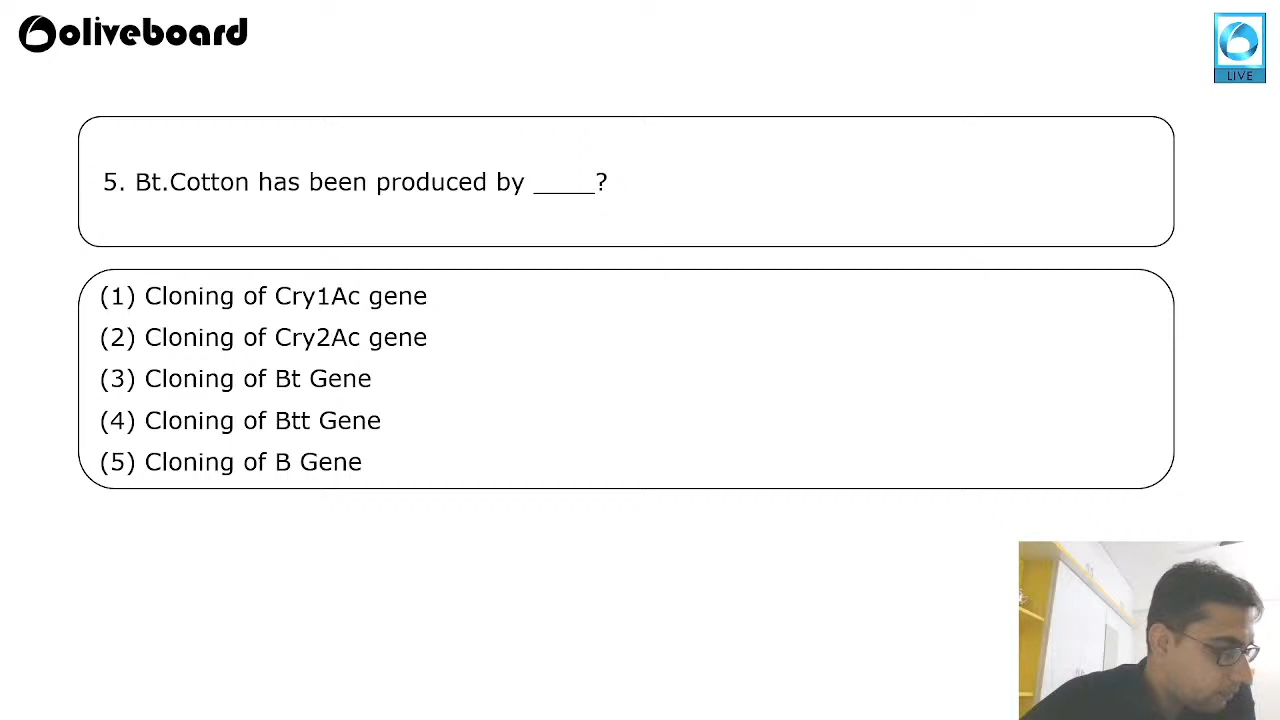 oliveboard
LIVE
5. Bt.Cotton has been produced by _____?
(1) Cloning of Cry1Ac gene
(2) Cloning of Cry2Ac gene
(3) Cloning of Bt Gene
(4) Cloning of Btt Gene
(5) Cloning of B Gene